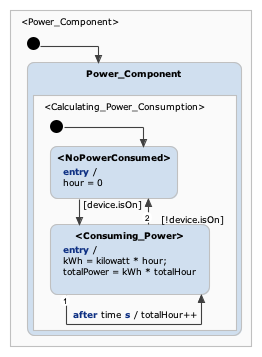 <Power_Component>
Power_Component
<Calculating_Power_Consumption>
<NoPowerConsumed>
entry /
hour = 0
[device.isOn]
2
[!device.isOn]
<Consuming_Power>
entry /
kWh = kilowatt * hour;
totalPower = kWh * totalHour
1
after time s / totalHour++